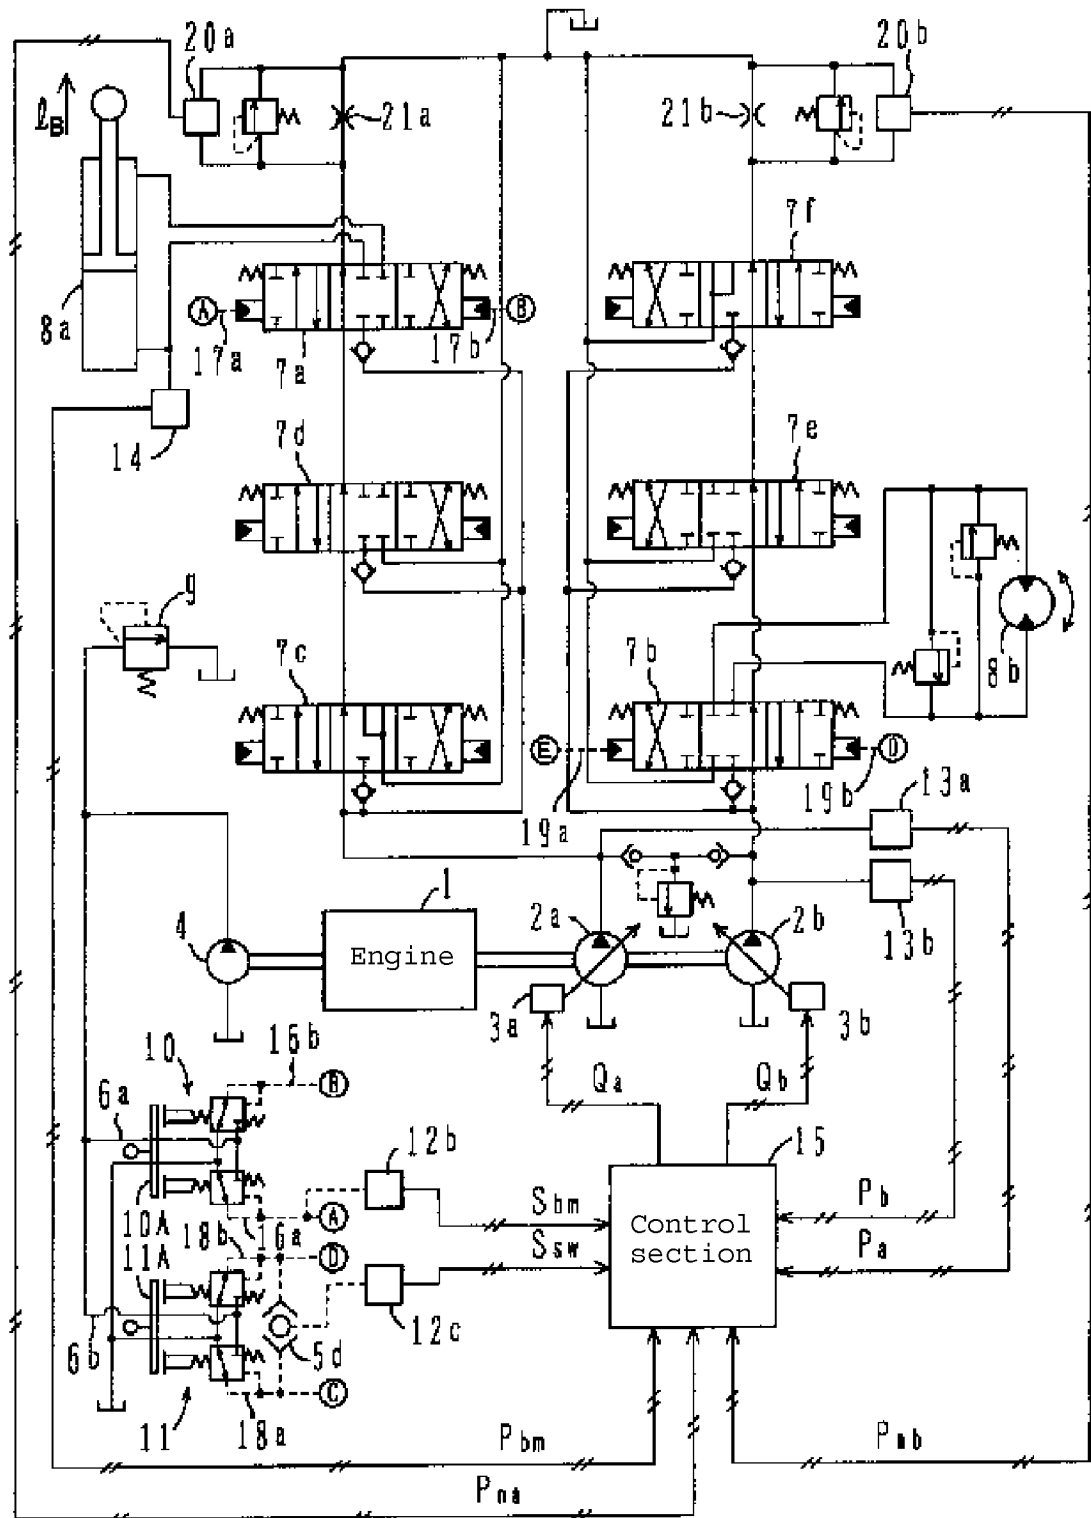 20a
20b
ℓB
21a
21b
7f
8a
A
B
17a
7a
17b
14
7d
7e
9
7c
7b
8b
E
D
19a
19b
13a
1
4
Engine
2a
2b
13b
3a
3b
10
16b
B
Qa
Qb
6a
12b
15
Sbm
Pb
10A
18b
16a
A
Control
section
11A
D
Ssw
Pa
6b
5d
12c
11
18a
C
Pbm
Pnb
Pna